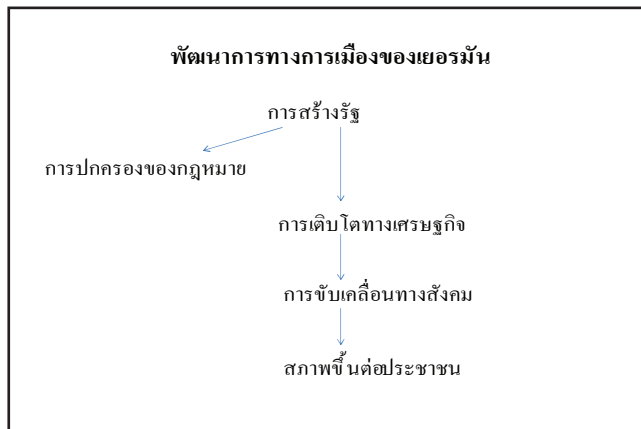 พัฒนาการทางการเมืองของเยอรมัน
การสร้างรัฐ
การปกครองของกฎหมาย
การเติบโตทางเศรษฐกิจ
การขับเคลื่อนทางสังคม
สภาพขึ้นต่อประชาชน